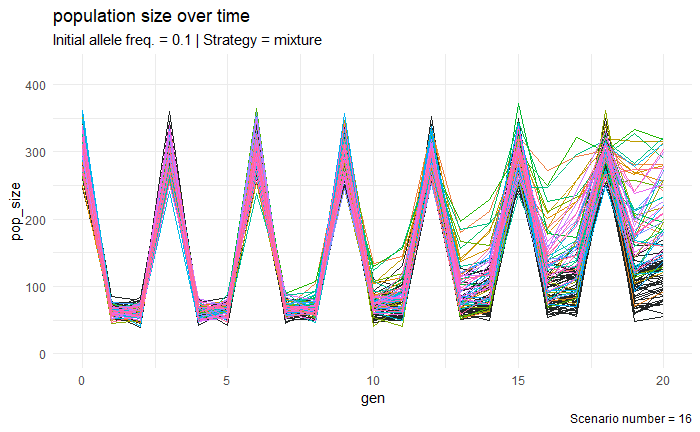 population size over time
Initial allele freq. = 0.1 | Strategy = mixture
400
300
200
100
0
pop_size
0 5 10 15 20
gen
Scenario number = 16